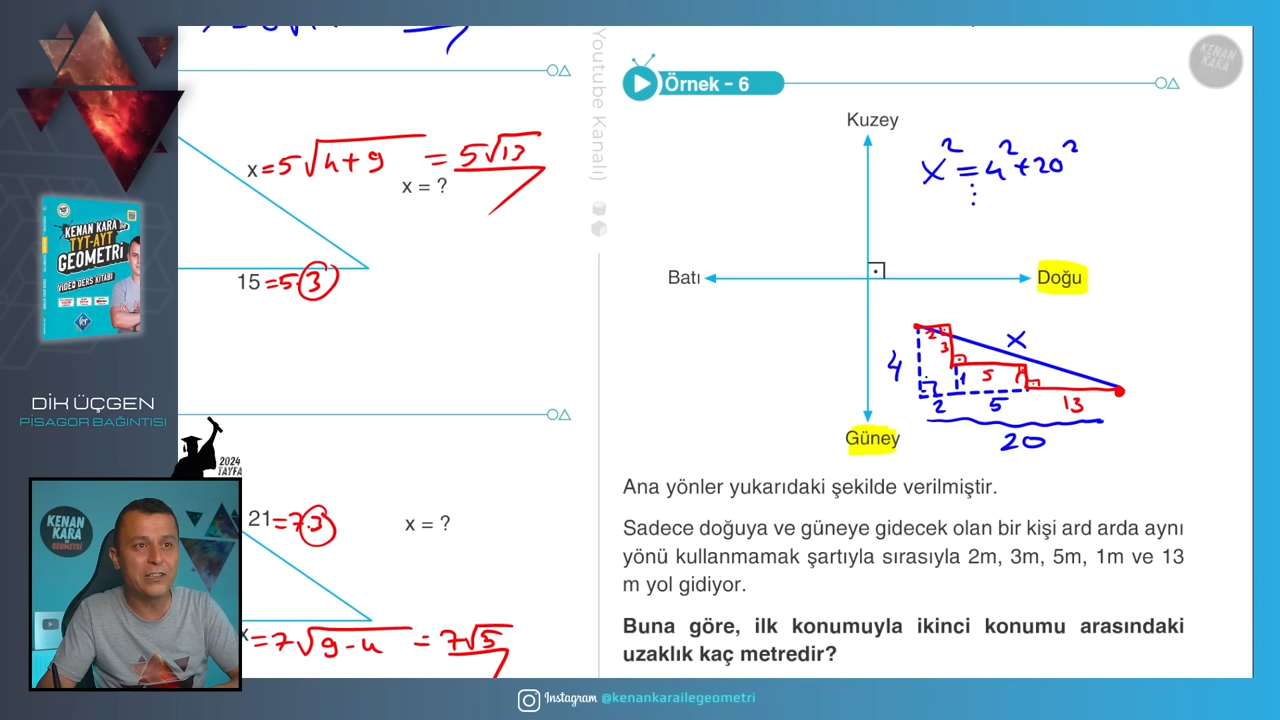 x
=5√4+9 = 5√13
x = ?
15
=5.3
21
=7.3
x = ?
x
=7√9-4 = 7√5
KENAN KARA
TYT-AYT
GEOMETRİ
VİDEO DERS KİTABI
DİK ÜÇGEN
PİSAGOR BAĞINTISI
2024
TAYFA
KENAN
KARA
GEOMETRİ
Youtube Kanalı)
Örnek - 6
KENAN
KARA
Kuzey
Batı
Doğu
Güney
x²=4²+20²
⋮
x
4
2
3
1
5
1
2
5
13
20
Ana yönler yukarıdaki şekilde verilmiştir.
Sadece doğuya ve güneye gidecek olan bir kişi ard arda aynı
yönü kullanmamak şartıyla sırasıyla 2m, 3m, 5m, 1m ve 13
m yol gidiyor.
Buna göre, ilk konumuyla ikinci konumu arasındaki
uzaklık kaç metredir?
Instagram @kenankarailegeometri